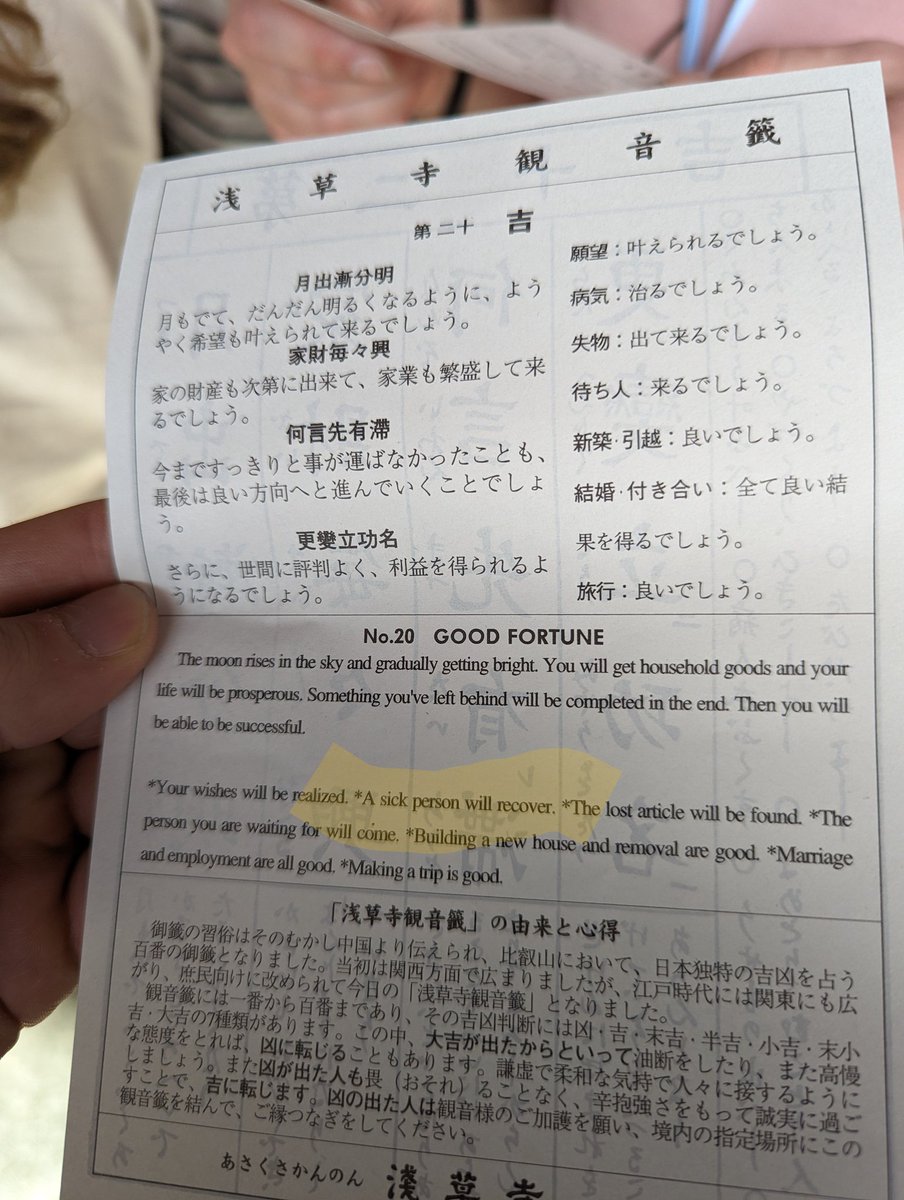 浅草寺観音籤
第二十 吉
月出漸分明
月もでて、だんだん明るくなるように、よう
やく希望も叶えられて来るでしょう。
家財毎々興
家の財産も次第に出来て、家業も繁盛して来
るでしょう。
何言先有滯
今まですっきりと事が運ばなかったことも、
最後は良い方向へと進んでいくことでしょ
う。
更變立功名
さらに、世間に評判よく、利益を得られるよ
うになるでしょう。
願望：叶えられるでしょう。
病気：治るでしょう。
失物：出て来るでしょう。
待ち人：来るでしょう。
新築・引越：良いでしょう。
結婚・付き合い：全て良い結
果を得るでしょう。
旅行：良いでしょう。
No.20 GOOD FORTUNE
The moon rises in the sky and gradually getting bright. You will get household goods and your
life will be prosperous. Something you've left behind will be completed in the end. Then you will
be able to be successful.
*Your wishes will be realized. *A sick person will recover. *The lost article will be found. *The
person you are waiting for will come. *Building a new house and removal are good. *Marriage
and employment are all good. *Making a trip is good.
「浅草寺観音籤」の由来と心得
御籤の習俗はそのむかし中国より伝えられ、比叡山において、日本独特の吉凶を占う
百番の御籤となりました。当初は関西方面で広まりましたが、江戸時代には関東にも広
がり、庶民向けに改められて今日の「浅草寺観音籤」となりました。
観音籤には一番から百番まであり、その吉凶判断には凶・吉・末吉・半吉・小吉・末小
吉・大吉の7種類があります。この中、大吉が出たからといって油断をしたり、また高慢
な態度をとれば、凶に転じることもあります。謙虚で柔和な気持で人々に接するように
しましょう。また凶が出た人も畏（おそれ）ることなく、辛抱強さをもって誠実に過ご
すことで、吉に転じます。凶の出た人は観音様のご加護を願い、境内の指定場所にこの
観音籤を結んで、ご縁つなぎをしてください。
あさくさかんのん 淺草寺